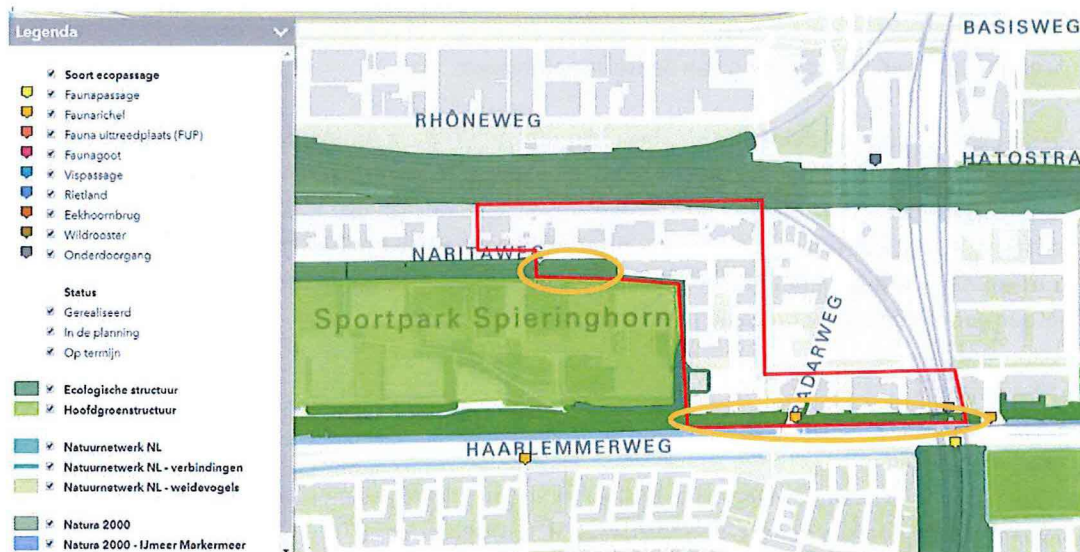 Legenda
Soort ecopassage
Faunapassage
Faunarichel
Fauna uittreedplaats (FUP)
Faunagoot
Vispassage
Rietland
Eekhoornbrug
Wildrooster
Onderdoorgang
Status
Gerealiseerd
In de planning
Op termijn
Ecologische structuur
Hoofdgroenstructuur
Natuurnetwerk NL
Natuurnetwerk NL - verbindingen
Natuurnetwerk NL - weidevogels
Natura 2000
Natura 2000 - IJmeer Markermeer
BASISWEG
RHÔNEWEG
HATOSTRA
NARITAWEG
Sportpark Spieringhorn
RADARWEG
HAARLEMMERWEG